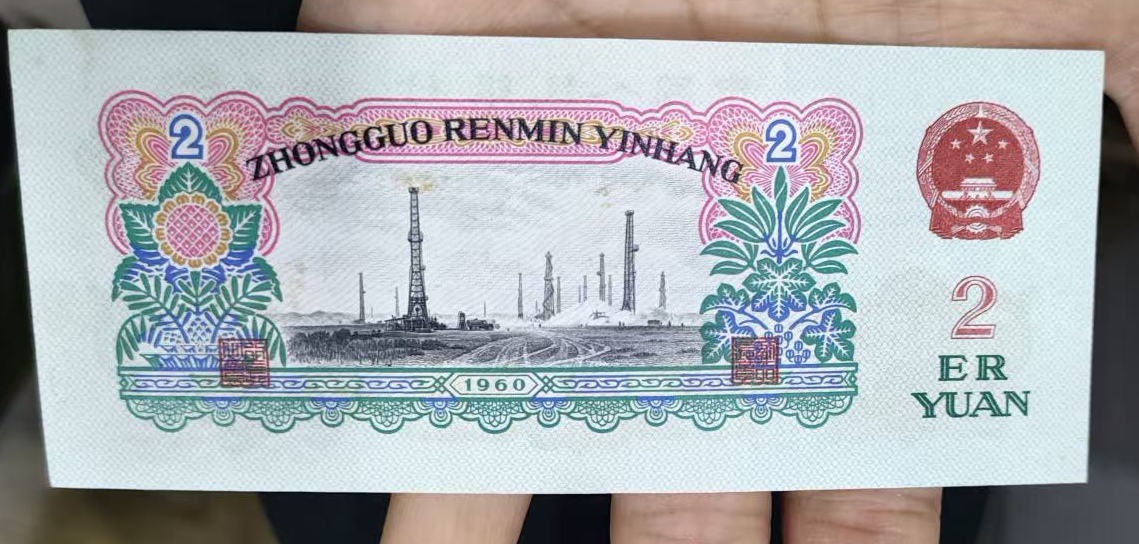 2
ZHONGGUO RENMIN YINHANG
2
1960
2
ER
YUAN